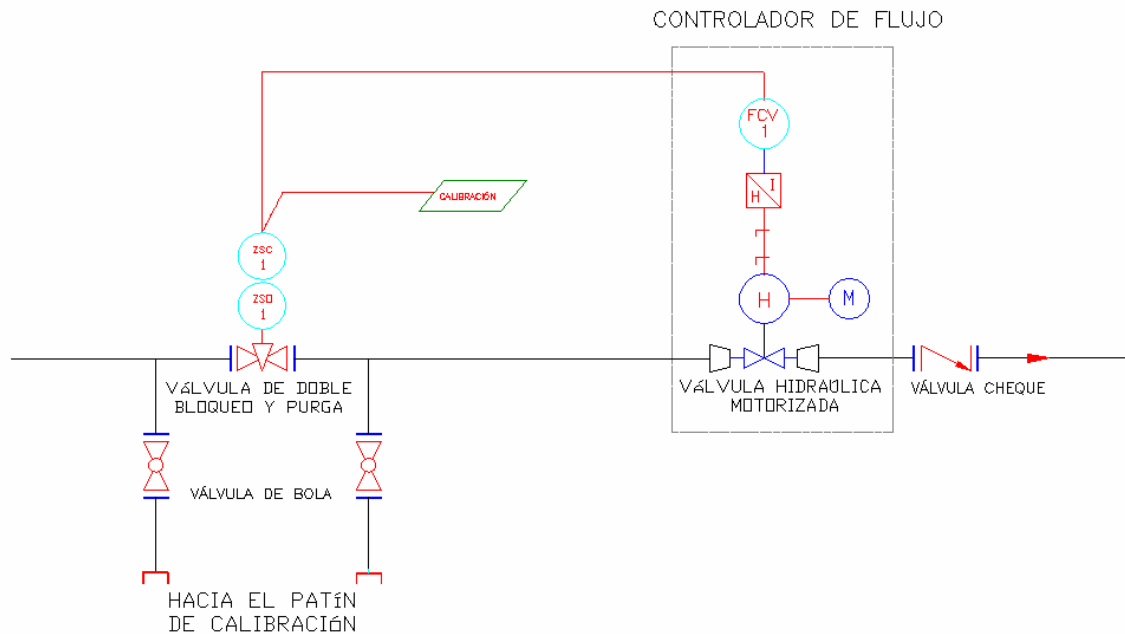 CONTROLADOR DE FLUJO
FCV
1
I
H
CALIBRACIÓN
ZSC
1
ZSO
1
H
M
VÁLVULA DE DOBLE
BLOQUEO Y PURGA
VÁLVULA HIDRAÚLICA
MOTORIZADA
VÁLVULA CHEQUE
VÁLVULA DE BOLA
HACIA EL PATÍN
DE CALIBRACIÓN